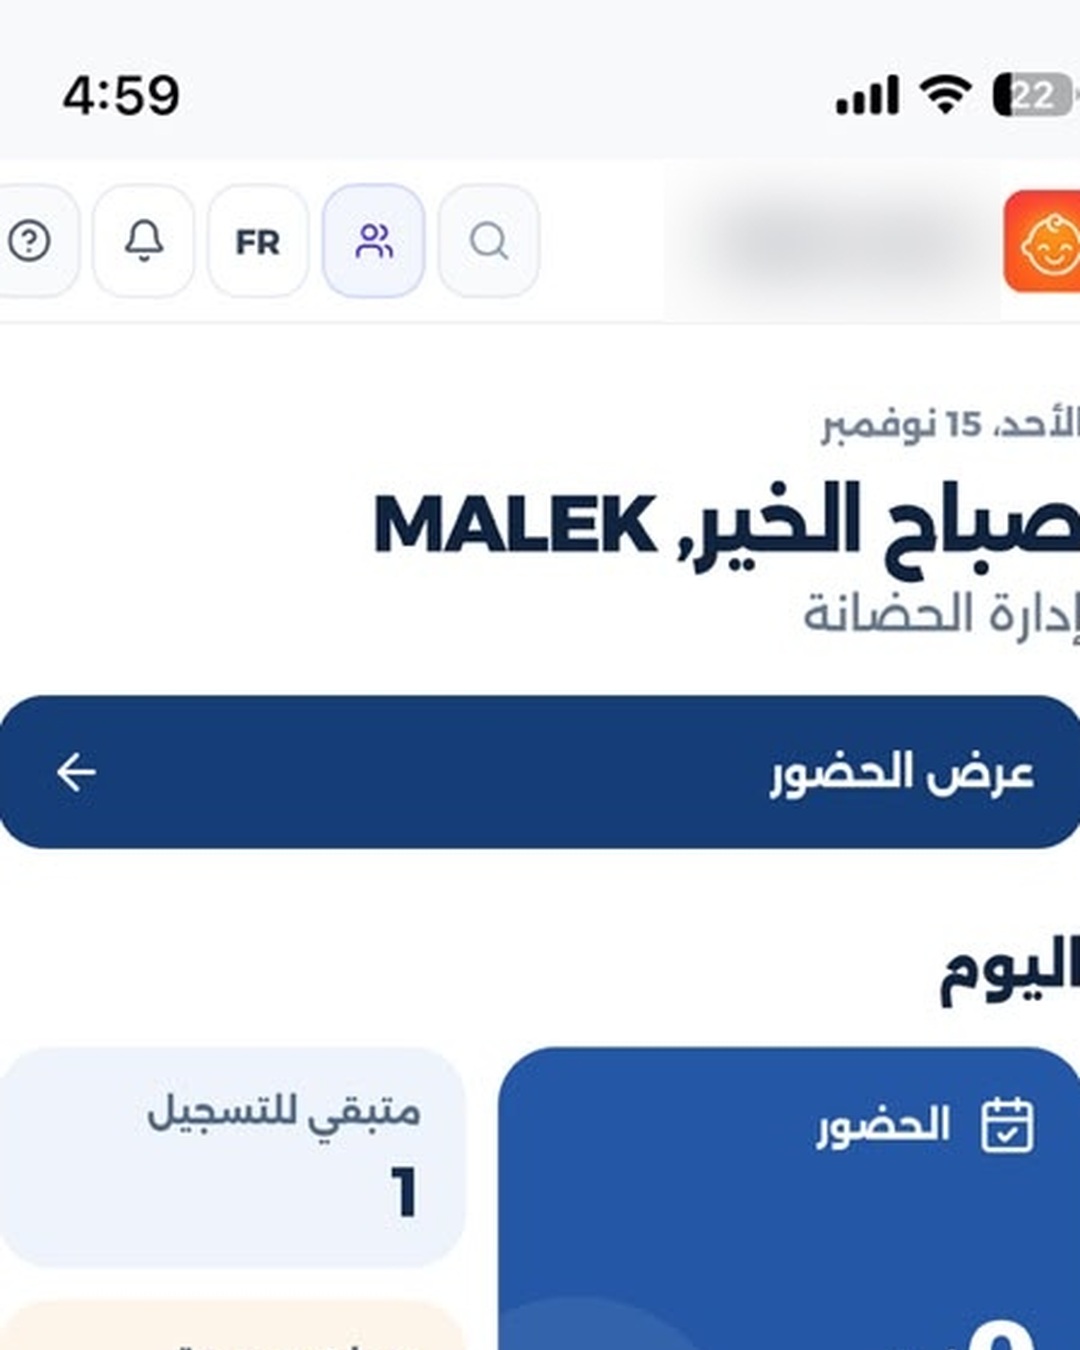 4:59
22
FR
الأحد، 15 نوفمبر
صباح الخير, MALEK
إدارة الحضانة
عرض الحضور
اليوم
الحضور
متبقي للتسجيل
1